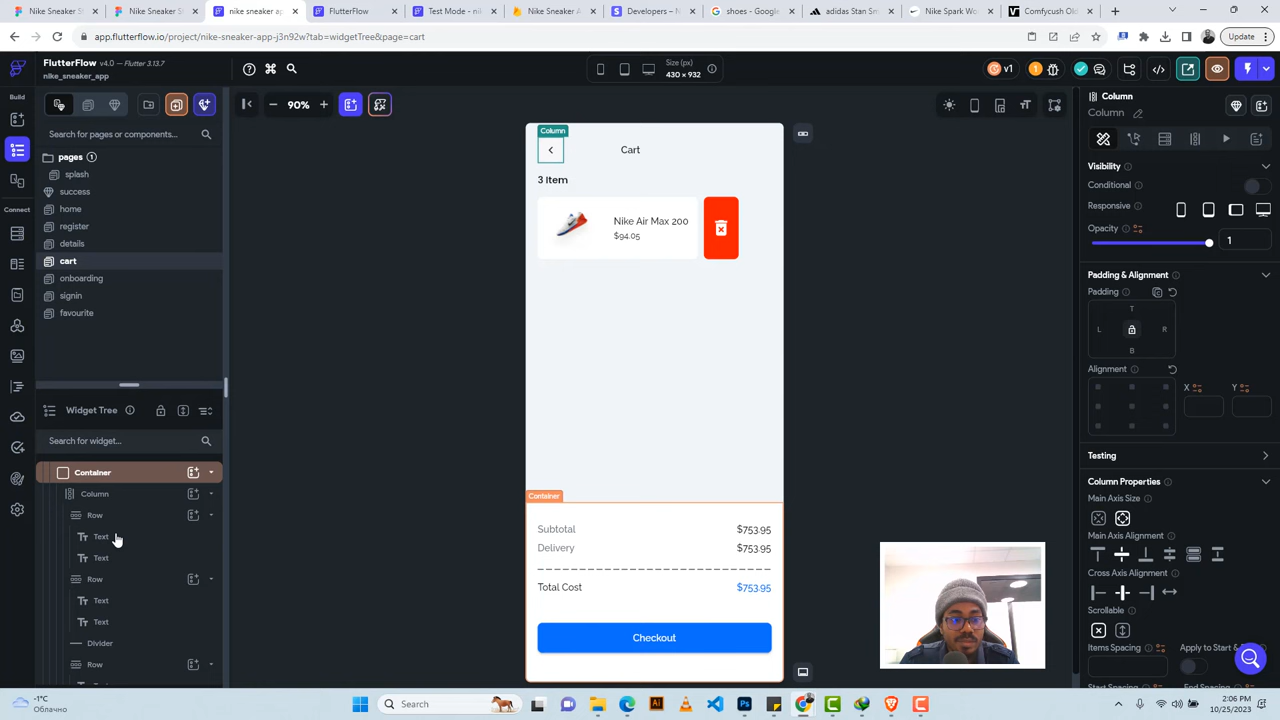 Nike Sneaker S
Nike Sneaker S
nike sneaker ap
FlutterFlow
Test Mode - nik
Nike Sneaker A
Developers – N
shoes - Google
adidas Stan Sm
Nike Spark Wo
Comfycush Old
app.flutterflow.io/project/nike-sneaker-app-j3n92w?tab=widgetTree&page=cart
Update
FlutterFlow v4.0 – Flutter 3.13.7
nike_sneaker_app
Size (px)
430 × 932
v1
1
Build
90%
Column
Column
Search for pages or components...
pages 1
splash
success
home
register
details
cart
onboarding
signin
favourite
Connect
Widget Tree
Search for widget...
Container
Column
Row
Text
Text
Row
Text
Text
Divider
Row
Column
Cart
3 Item
Nike Air Max 200
$94.05
Container
Subtotal
$753.95
Delivery
$753.95
Total Cost
$753.95
Checkout
Visibility
Conditional
Responsive
Opacity
1
Padding & Alignment
Padding
T
L
R
B
Alignment
X
Y
Testing
Column Properties
Main Axis Size
Main Axis Alignment
Cross Axis Alignment
Scrollable
Items Spacing
Apply to Start &
-1°C
Облачно
Search
ENG
2:06 PM
10/25/2023